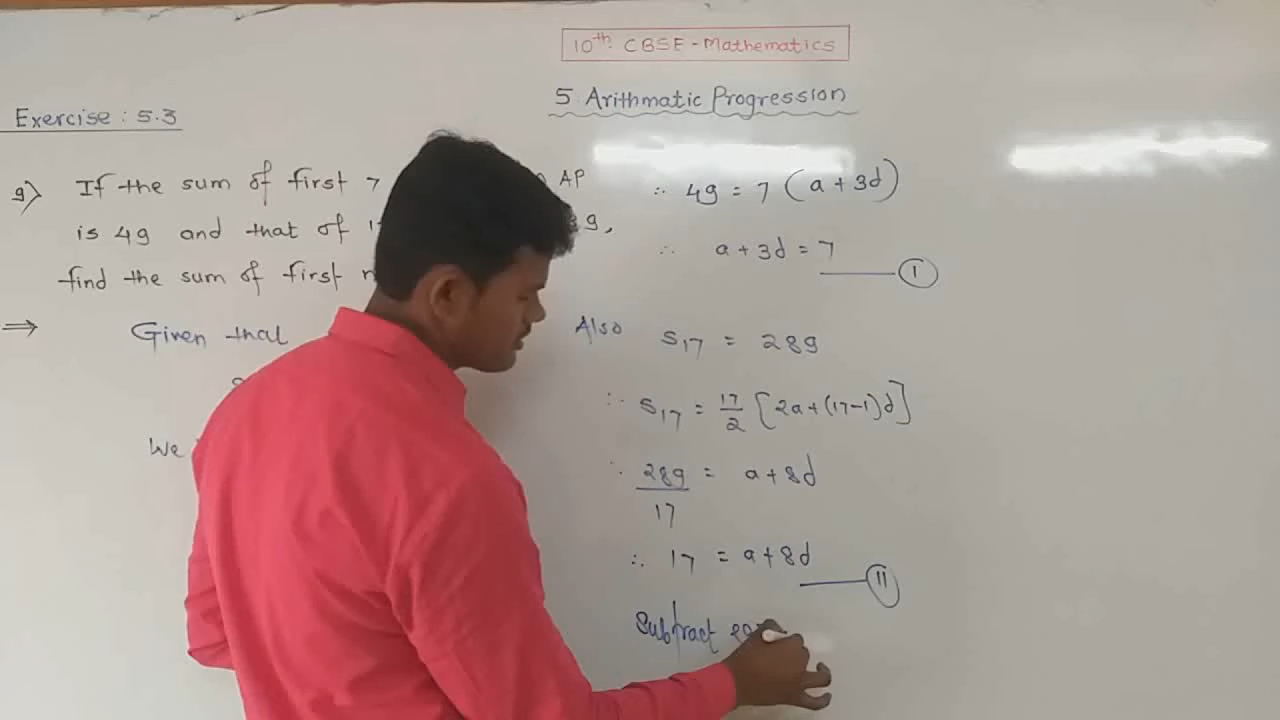 10th CBSE - Mathematics
5 Arithmatic Progression
Exercise : 5.3
9) If the sum of first 7 AP
is 49 and that of
find the sum of first
⇒ Given that
We
∴ 49 = 7 (a + 3d)
∴ a + 3d = 7 — I
Also S17 = 289
∴ S17 = 17/2 [2a+(17-1)d]
∴ 289/17 = a + 8d
∴ 17 = a + 8d — II
Subtract